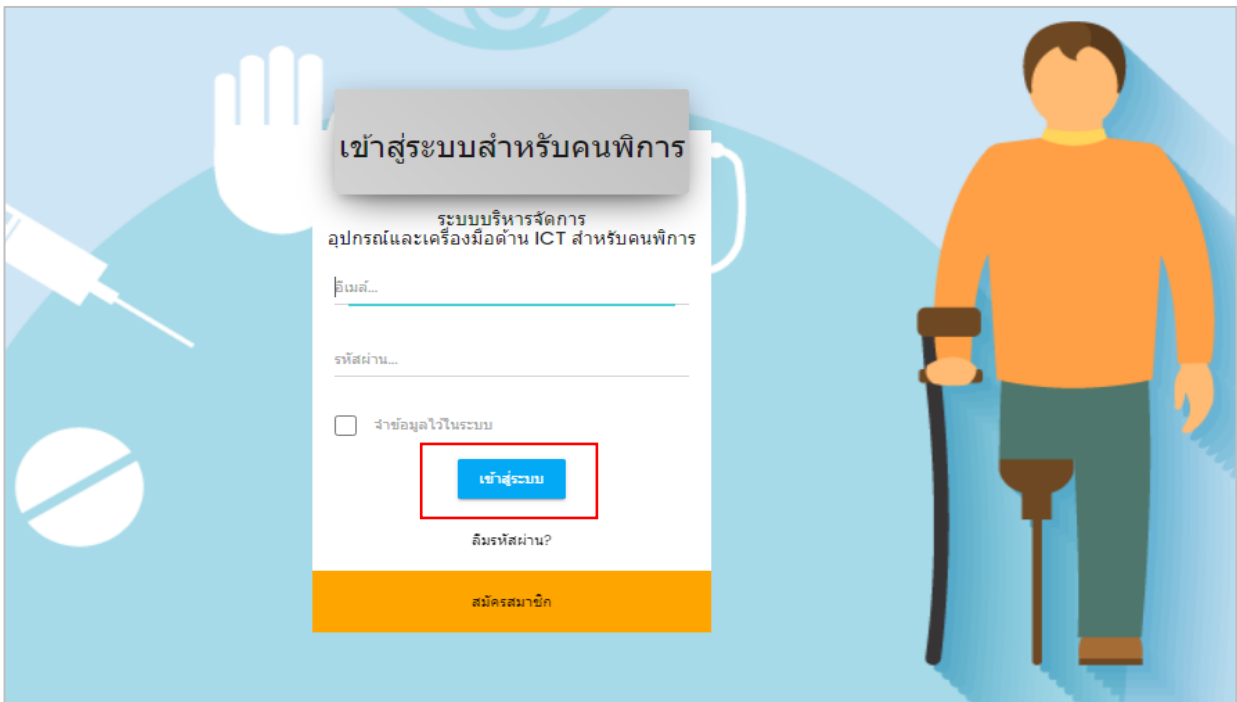 เข้าสู่ระบบสำหรับคนพิการ
ระบบบริหารจัดการ
อุปกรณ์และเครื่องมือด้าน ICT สำหรับคนพิการ
อีเมล์...
รหัสผ่าน...
จำข้อมูลไว้ในระบบ
เข้าสู่ระบบ
ลืมรหัสผ่าน?
สมัครสมาชิก